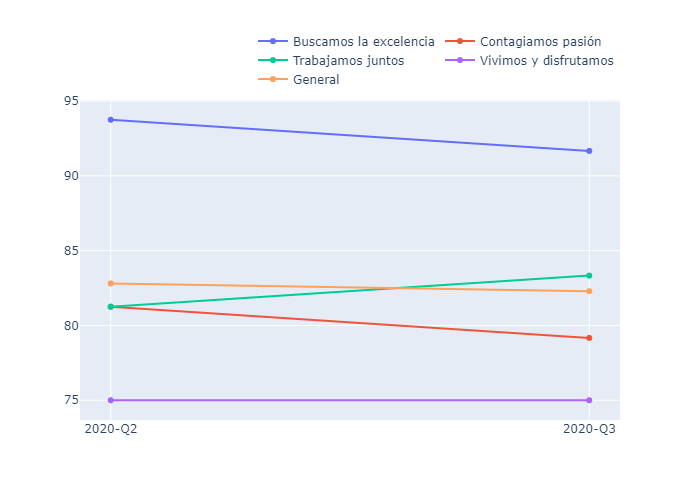 Buscamos la excelencia Contagiamos pasión
Trabajamos juntos Vivimos y disfrutamos
General
95
90
85
80
75
2020-Q2 2020-Q3